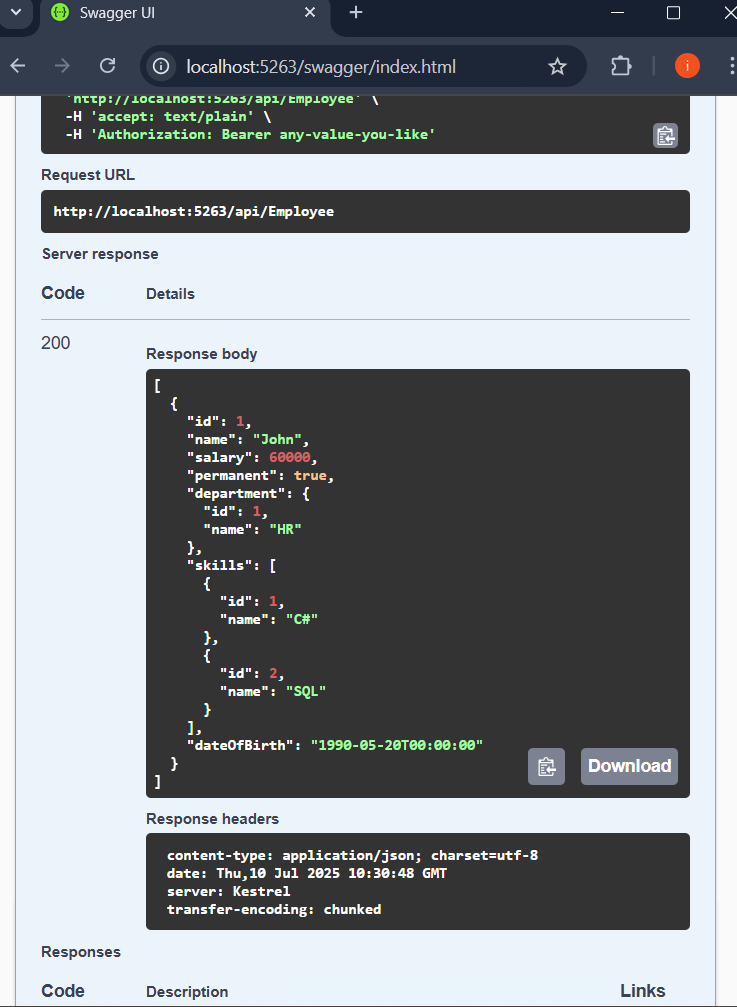 Swagger UI
localhost:5263/swagger/index.html
i
'http://localhost:5263/api/Employee' \
-H 'accept: text/plain' \
-H 'Authorization: Bearer any-value-you-like'
Request URL
http://localhost:5263/api/Employee
Server response
Code Details
200
Response body
[
{
"id": 1,
"name": "John",
"salary": 60000,
"permanent": true,
"department": {
"id": 1,
"name": "HR"
},
"skills": [
{
"id": 1,
"name": "C#"
},
{
"id": 2,
"name": "SQL"
}
],
"dateOfBirth": "1990-05-20T00:00:00"
}
]
Download
Response headers
content-type: application/json; charset=utf-8
date: Thu,10 Jul 2025 10:30:48 GMT
server: Kestrel
transfer-encoding: chunked
Responses
Code Description Links